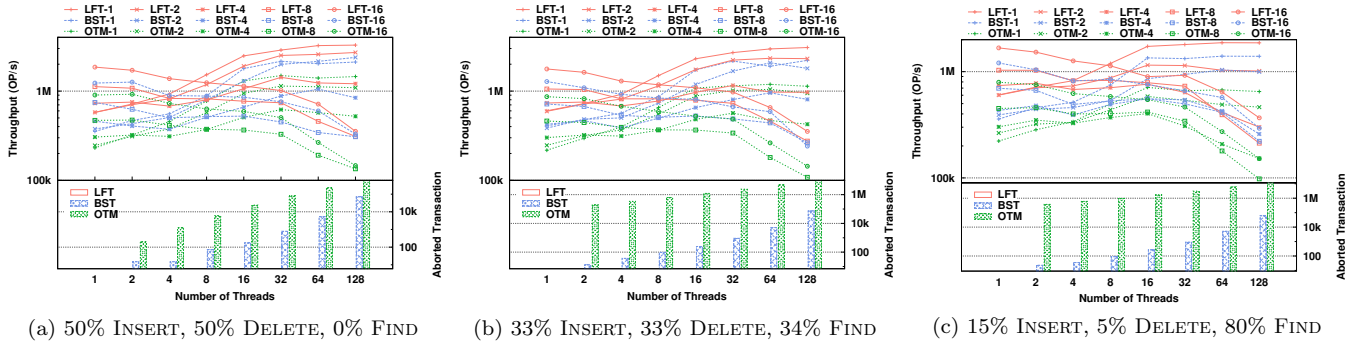 LFT-1 LFT-2 LFT-4 LFT-8 LFT-16
BST-1 BST-2 BST-4 BST-8 BST-16
OTM-1 OTM-2 OTM-4 OTM-8 OTM-16
Throughput (OP/s)
1M
100k
LFT
BST
OTM
10k
100
Aborted Transaction
1 2 4 8 16 32 64 128
Number of Threads
(a) 50% INSERT, 50% DELETE, 0% FIND
LFT-1 LFT-2 LFT-4 LFT-8 LFT-16
BST-1 BST-2 BST-4 BST-8 BST-16
OTM-1 OTM-2 OTM-4 OTM-8 OTM-16
Throughput (OP/s)
1M
100k
LFT
BST
OTM
1M
10k
100
Aborted Transaction
1 2 4 8 16 32 64 128
Number of Threads
(b) 33% INSERT, 33% DELETE, 34% FIND
LFT-1 LFT-2 LFT-4 LFT-8 LFT-16
BST-1 BST-2 BST-4 BST-8 BST-16
OTM-1 OTM-2 OTM-4 OTM-8 OTM-16
Throughput (OP/s)
1M
100k
LFT
BST
OTM
1M
10k
100
Aborted Transaction
1 2 4 8 16 32 64 128
Number of Threads
(c) 15% INSERT, 5% DELETE, 80% FIND